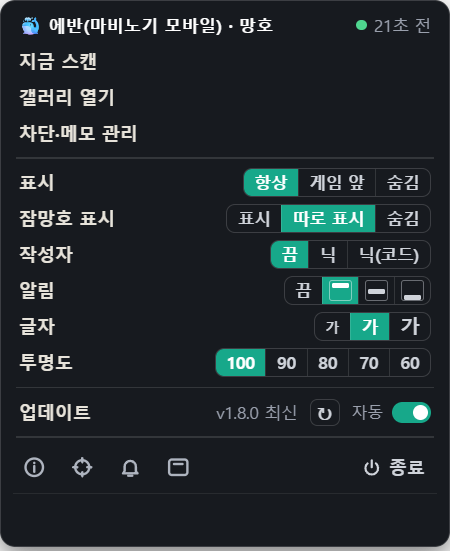 에반(마비노기 모바일) · 망호 21초 전
지금 스캔
갤러리 열기
차단·메모 관리
표시 항상 게임 앞 숨김
잠망호 표시 표시 따로 표시 숨김
작성자 끔 닉 닉(코드)
알림 끔
글자 가 가 가
투명도 100 90 80 70 60
업데이트 v1.8.0 최신 자동
종료